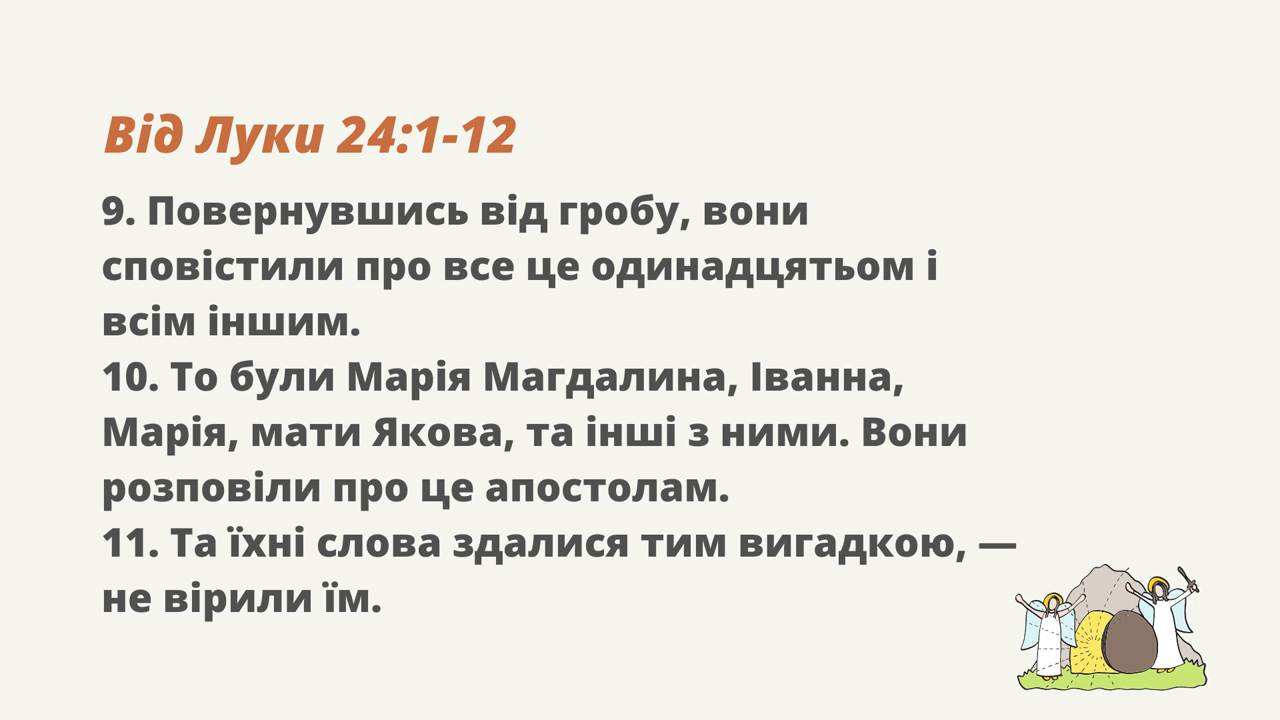 Від Луки 24:1-12
9. Повернувшись від гробу, вони
сповістили про все це одинадцятьом і
всім іншим.
10. То були Марія Магдалина, Іванна,
Марія, мати Якова, та інші з ними. Вони
розповіли про це апостолам.
11. Та їхні слова здалися тим вигадкою, —
не вірили їм.